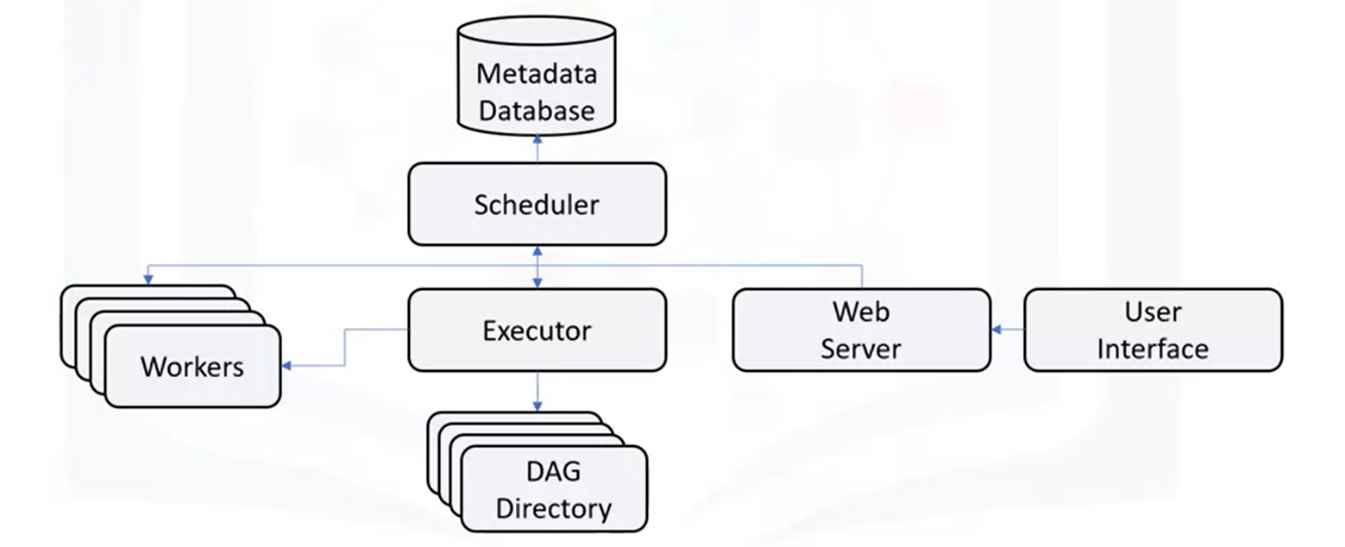 Metadata
Database
Scheduler
Workers
Executor
Web
Server
User
Interface
DAG
Directory